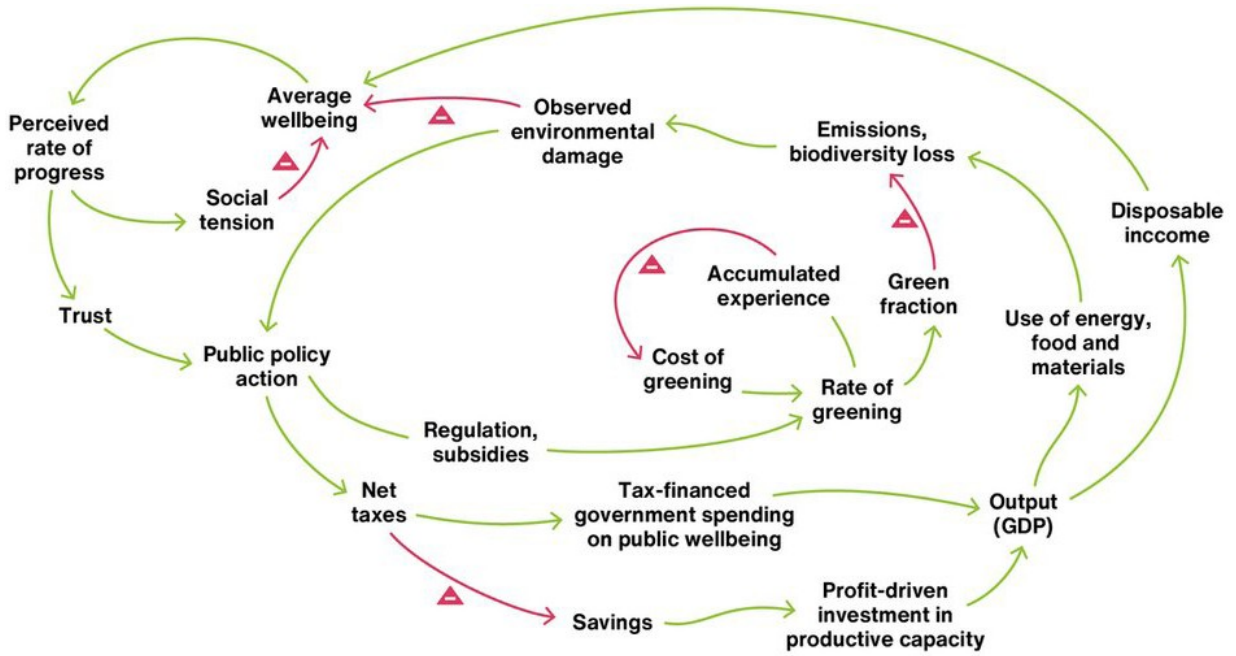 Average
wellbeing
Perceived
rate of
progress
Social
tension
Trust
Observed
environmental
damage
Emissions,
biodiversity loss
Disposable
inccome
Accumulated
experience
Green
fraction
Use of energy,
food and
materials
Public policy
action
Cost of
greening
Rate of
greening
Regulation,
subsidies
Net
taxes
Tax-financed
government spending
on public wellbeing
Output
(GDP)
Savings
Profit-driven
investment in
productive capacity